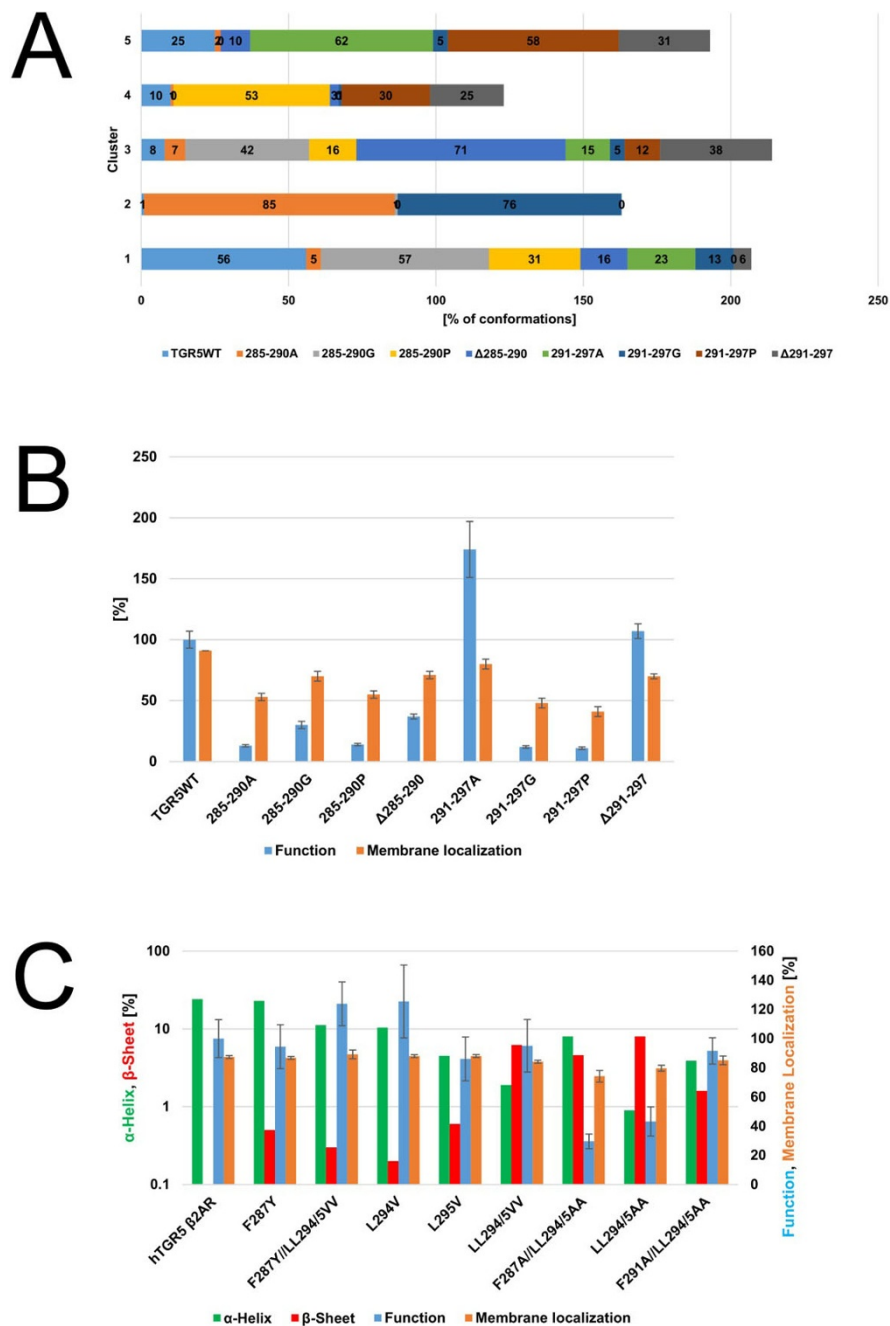 A
5
25
2
0
10
62
5
58
31
4
10
1
0
53
3
30
25
Cluster
3
8
7
42
16
71
15
5
12
38
2
1
85
1
0
76
0
1
56
5
57
31
16
23
13
0
6
0 50 100 150 200 250
[% of conformations]
TGR5WT 285-290A 285-290G 285-290P Δ285-290 291-297A 291-297G 291-297P Δ291-297
B
250
200
150
100
50
0
[%]
TGR5WT
285-290A
285-290G
285-290P
Δ285-290
291-297A
291-297G
291-297P
Δ291-297
Function Membrane localization
C
100
10
1
0.1
α-Helix, β-Sheet [%]
160
140
120
100
80
60
40
20
0
Function, Membrane Localization [%]
hTGR5 β2AR
F287Y
F287Y//LL294/5VV
L294V
L295V
LL294/5VV
F287A//LL294/5AA
LL294/5AA
F291A//LL294/5AA
α-Helix β-Sheet Function Membrane localization